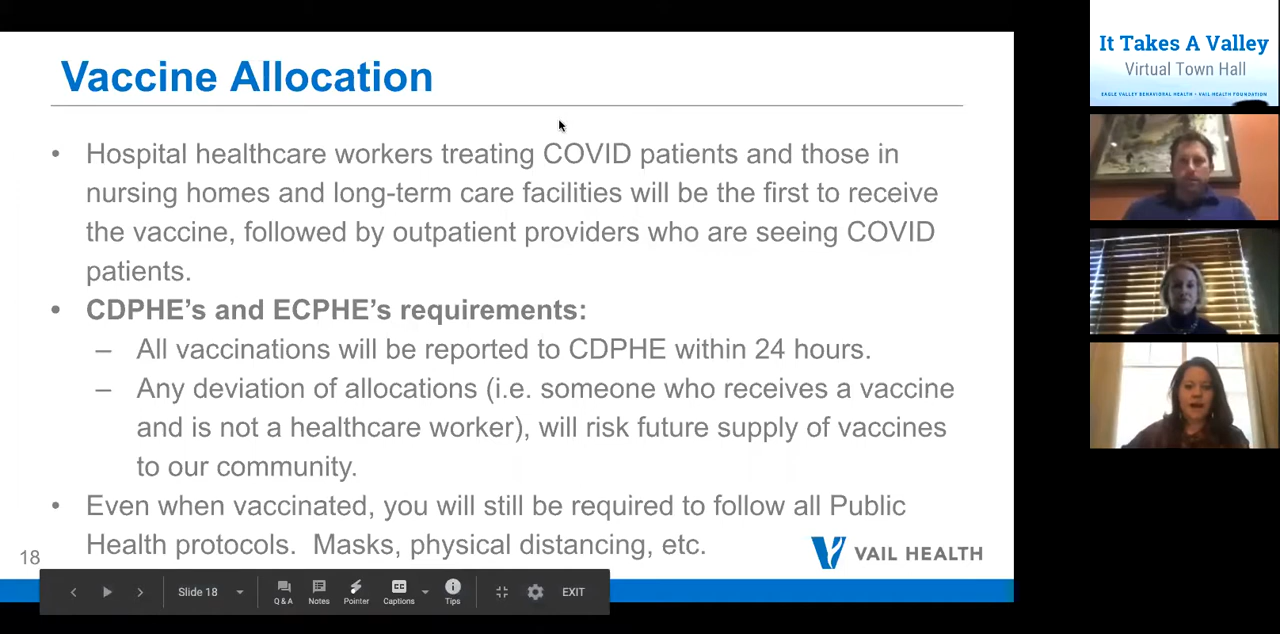 Vaccine Allocation
• Hospital healthcare workers treating COVID patients and those in
nursing homes and long-term care facilities will be the first to receive
the vaccine, followed by outpatient providers who are seeing COVID
patients.
• CDPHE’s and ECPHE’s requirements:
– All vaccinations will be reported to CDPHE within 24 hours.
– Any deviation of allocations (i.e. someone who receives a vaccine
and is not a healthcare worker), will risk future supply of vaccines
to our community.
• Even when vaccinated, you will still be required to follow all Public
Health protocols.  Masks, physical distancing, etc.
18
VAIL HEALTH
Slide 18
Q & A
Notes
Pointer
CC
Captions
Tips
EXIT
It Takes A Valley
Virtual Town Hall
EAGLE VALLEY BEHAVIORAL HEALTH • VAIL HEALTH FOUNDATION